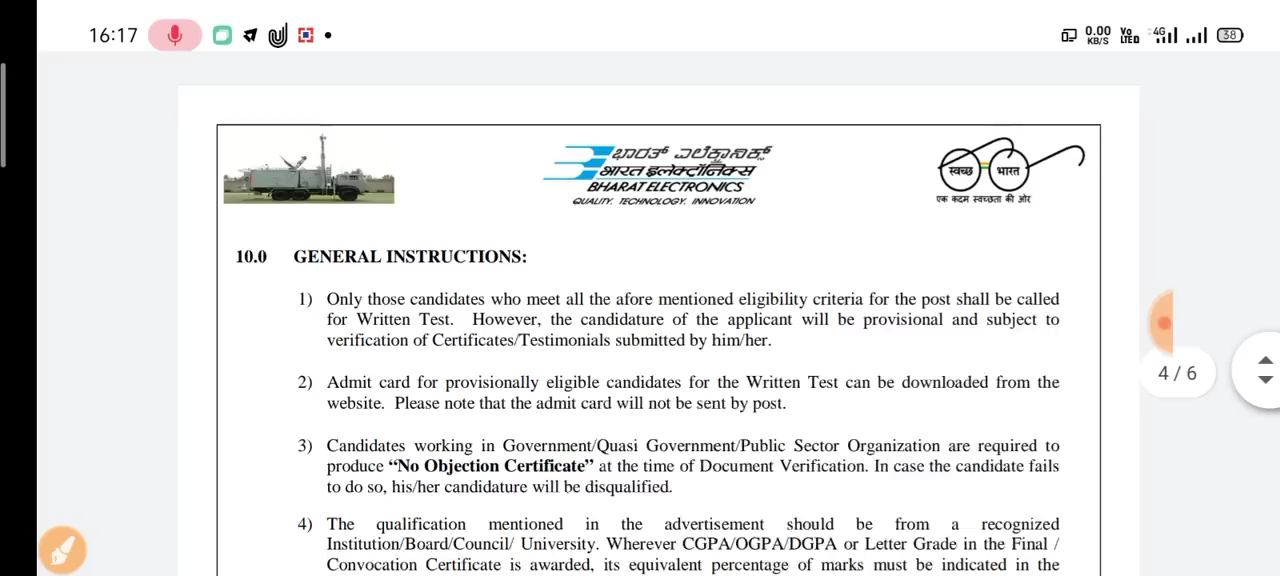 16:17
0.00
KB/S
Vo
LTED
4G
38
ಭಾರತ್ ಎಲೆಕ್ಟ್ರಾನಿಕ್ಸ್
भारत इलेक्ट्रॉनिक्स
BHARAT ELECTRONICS
QUALITY. TECHNOLOGY. INNOVATION
स्वच्छ भारत
एक कदम स्वच्छता की ओर
10.0 GENERAL INSTRUCTIONS:
1) Only those candidates who meet all the afore mentioned eligibility criteria for the post shall be called
for Written Test. However, the candidature of the applicant will be provisional and subject to
verification of Certificates/Testimonials submitted by him/her.
2) Admit card for provisionally eligible candidates for the Written Test can be downloaded from the
website. Please note that the admit card will not be sent by post.
3) Candidates working in Government/Quasi Government/Public Sector Organization are required to
produce “No Objection Certificate” at the time of Document Verification. In case the candidate fails
to do so, his/her candidature will be disqualified.
4) The qualification mentioned in the advertisement should be from a recognized
Institution/Board/Council/ University. Wherever CGPA/OGPA/DGPA or Letter Grade in the Final /
Convocation Certificate is awarded, its equivalent percentage of marks must be indicated in the
4 / 6